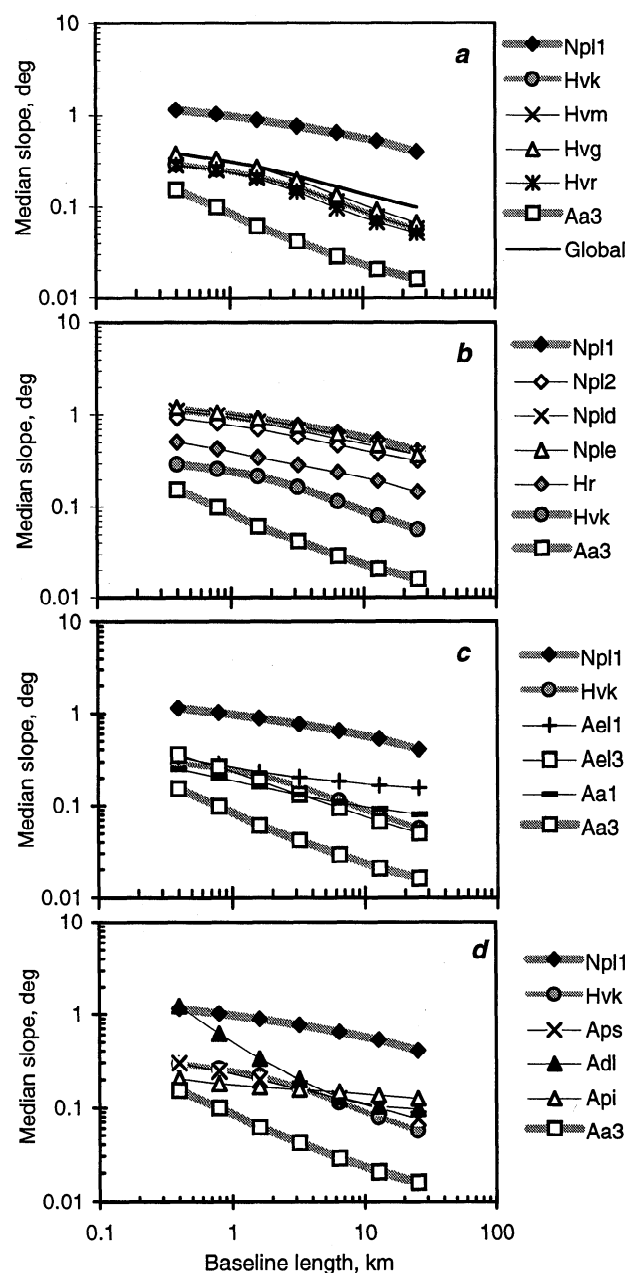 a
Median slope, deg
10
1
0.1
0.01
Npl1
Hvk
Hvm
Hvg
Hvr
Aa3
Global
b
Median slope, deg
10
1
0.1
0.01
Npl1
Npl2
Npld
Nple
Hr
Hvk
Aa3
c
Median slope, deg
10
1
0.1
0.01
Npl1
Hvk
Ael1
Ael3
Aa1
Aa3
d
Median slope, deg
10
1
0.1
0.01
Npl1
Hvk
Aps
Adl
Api
Aa3
0.1 1 10 100
Baseline length, km